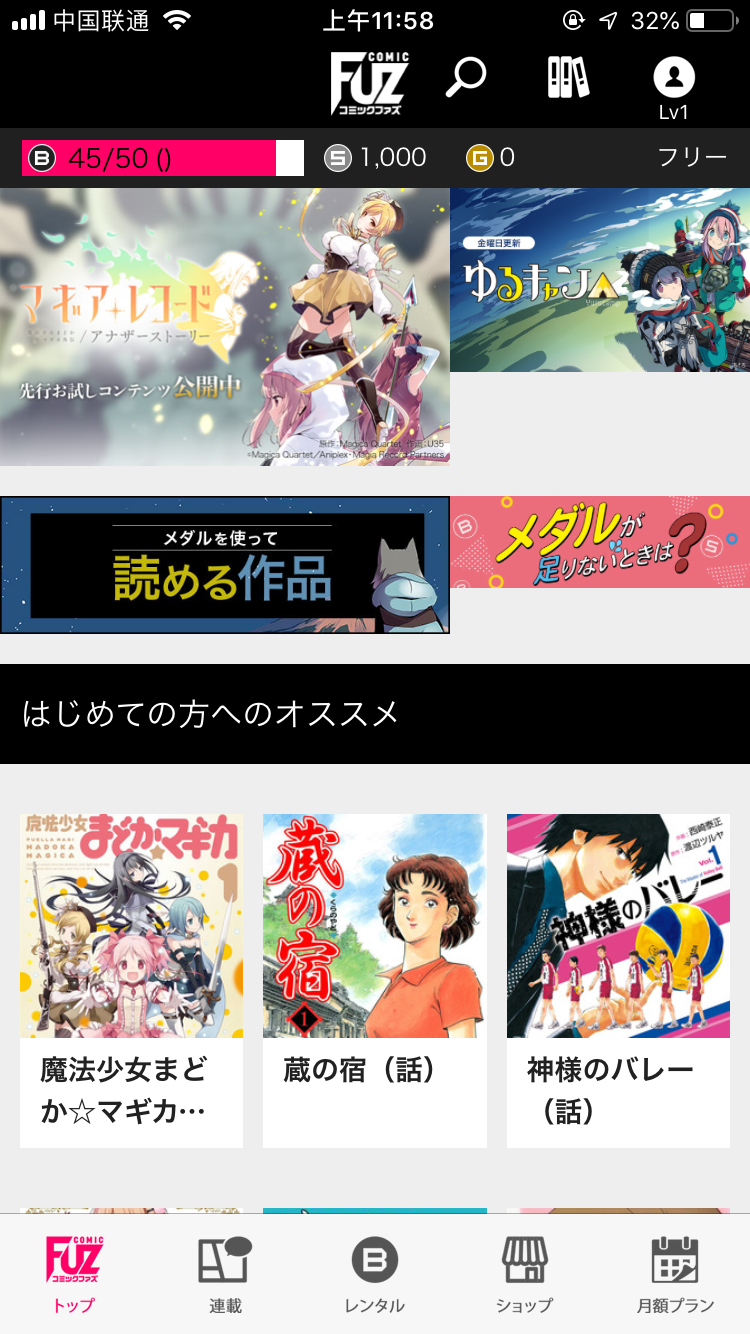 中国联通
上午11:58
32%
COMIC
FUZ
コミックファズ
Lv1
B 45/50 ()
S 1,000
G 0
フリー
マギア✦レコード
/アナザーストーリー
先行お試しコンテンツ公開中
原作:Magica Quartet 作画:U35
©Magica Quartet/Aniplex・Magia Record Partners
金曜日更新
ゆるキャン
メダルを使って
読める作品
B
メダルが
足りないときは?
S
はじめての方へのオススメ
魔法少女
まどか★マギカ
PUELLA MAGI
MADOKA
MAGICA
1
蔵の宿
1
西崎泰正
渡辺ツルヤ
Vol.1
神様のバレー
魔法少女まど
か☆マギカ…
蔵の宿（話）
神様のバレー
（話）
COMIC
FUZ
コミックファズ
B
トップ
連載
レンタル
ショップ
月額プラン